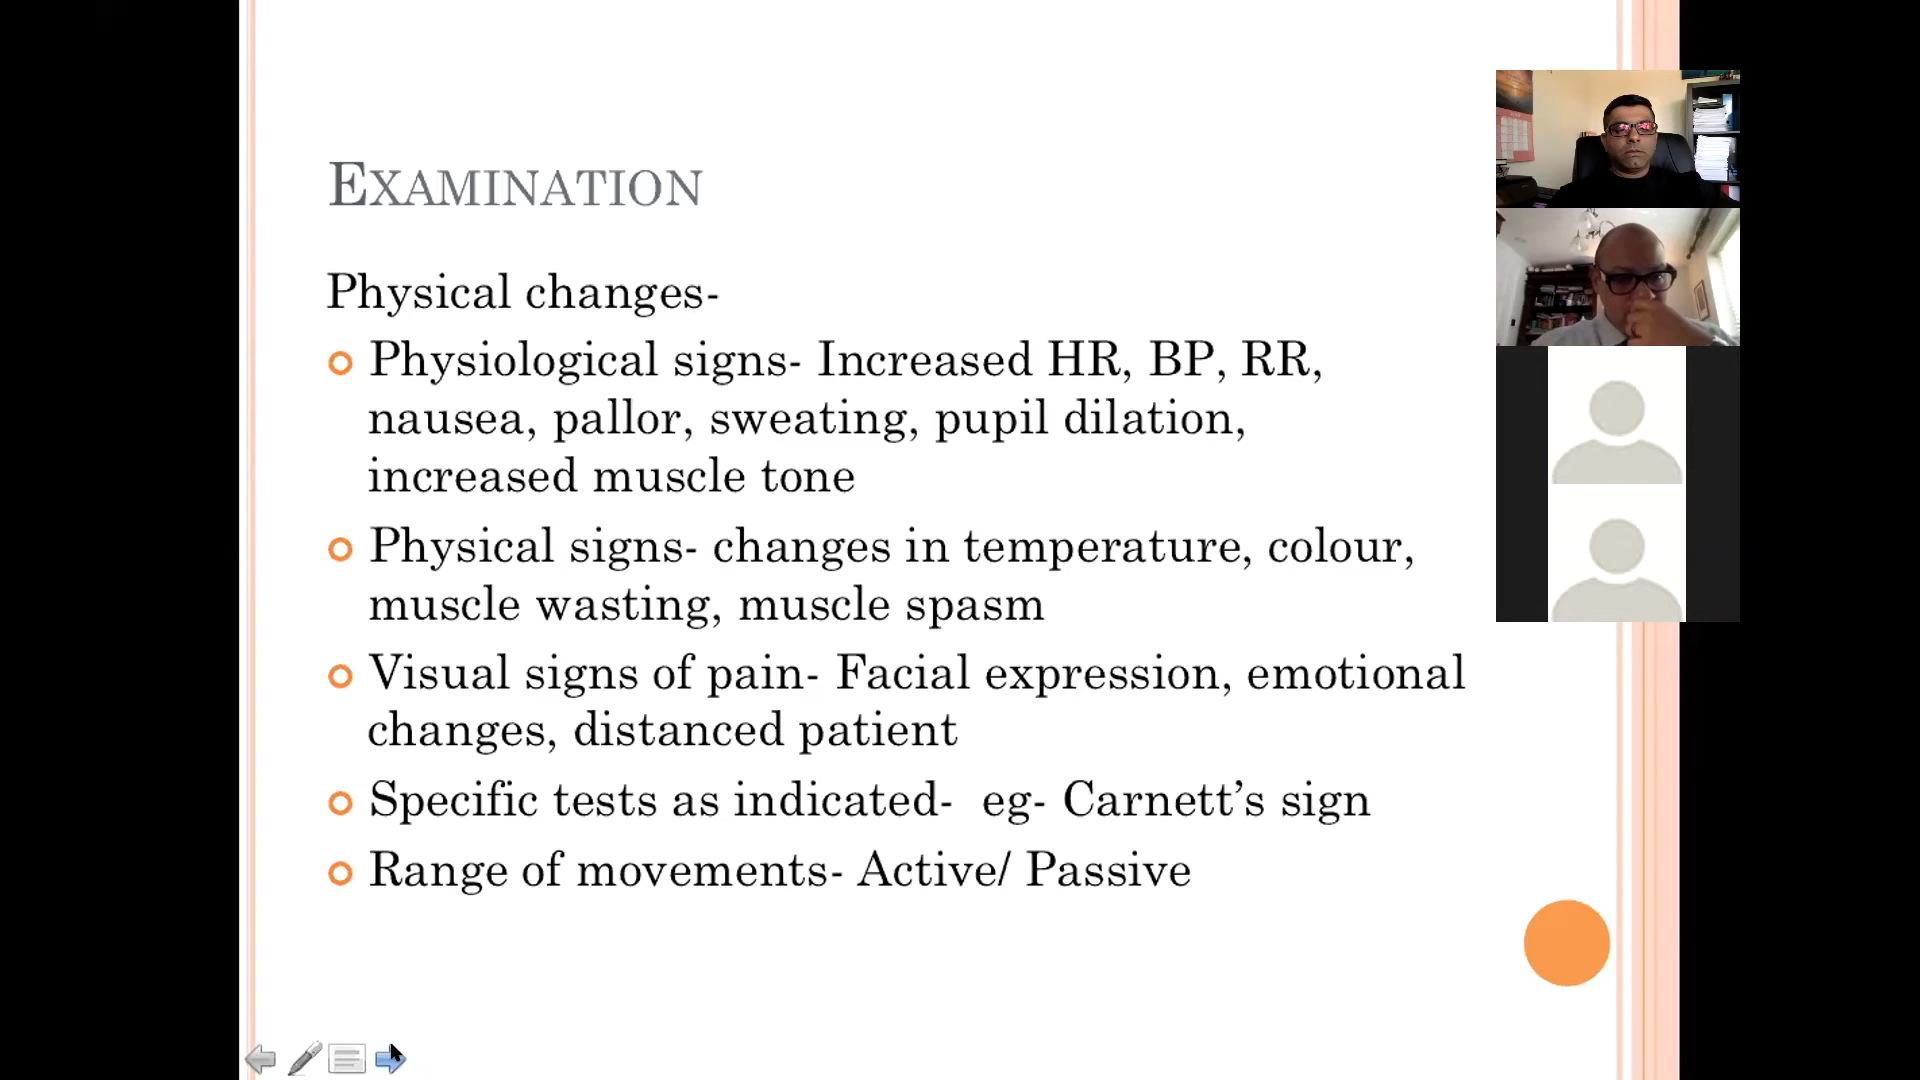 EXAMINATION
Physical changes-
Physiological signs- Increased HR, BP, RR,
nausea, pallor, sweating, pupil dilation,
increased muscle tone
Physical signs- changes in temperature, colour,
muscle wasting, muscle spasm
Visual signs of pain- Facial expression, emotional
changes, distanced patient
Specific tests as indicated-  eg- Carnett’s sign
Range of movements- Active/ Passive